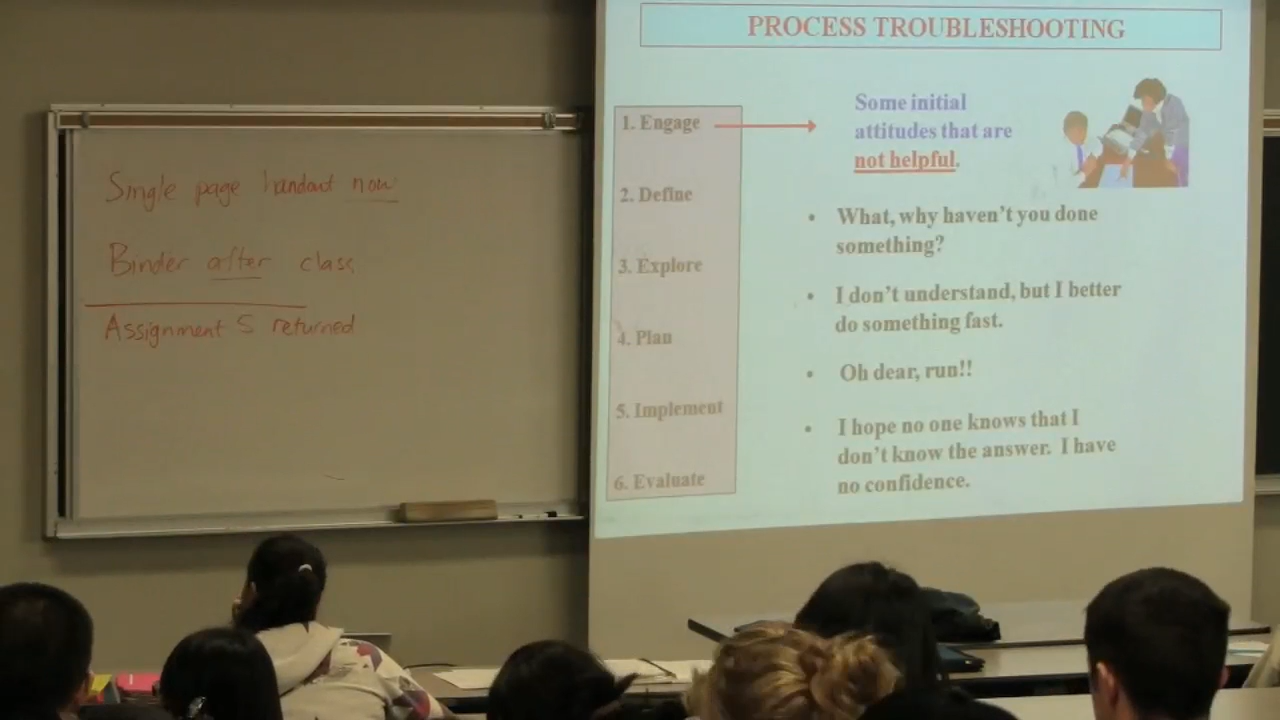 Single page handout now
Binder after class
Assignment 5 returned
PROCESS TROUBLESHOOTING
1. Engage
2. Define
3. Explore
4. Plan
5. Implement
6. Evaluate
Some initial
attitudes that are
not helpful.
• What, why haven't you done
something?
• I don't understand, but I better
do something fast.
• Oh dear, run!!
• I hope no one knows that I
don't know the answer. I have
no confidence.